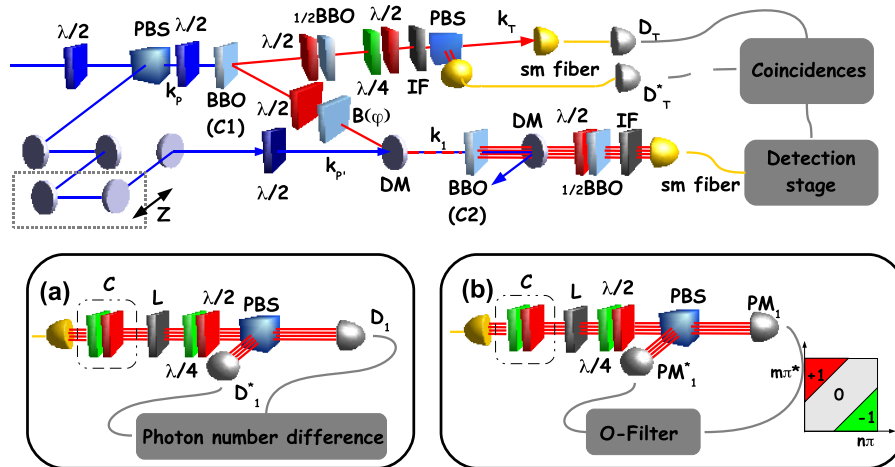 λ/2
PBS
λ/2
k_P
BBO
(C1)
λ/2
1/2BBO
λ/2
λ/4
IF
PBS
k_T
sm fiber
D_T
D*_T
Coincidences
λ/2
B(φ)
Z
λ/2
k_P'
DM
k_1
BBO
(C2)
DM
λ/2
1/2BBO
IF
sm fiber
Detection
stage
(a)
C
L
λ/2
λ/4
PBS
D_1
D*_1
Photon number difference
(b)
C
L
λ/2
λ/4
PBS
PM_1
PM*_1
O-Filter
mπ*
+1
0
-1
nπ